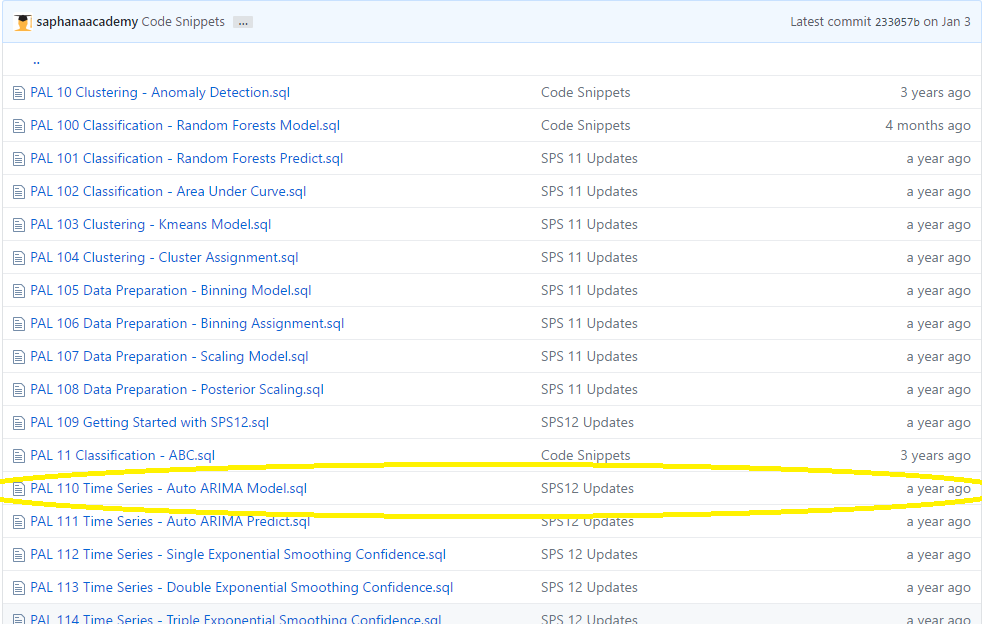 saphanaacademy Code Snippets ... Latest commit 233057b on Jan 3
..
PAL 10 Clustering - Anomaly Detection.sql Code Snippets 3 years ago
PAL 100 Classification - Random Forests Model.sql Code Snippets 4 months ago
PAL 101 Classification - Random Forests Predict.sql SPS 11 Updates a year ago
PAL 102 Classification - Area Under Curve.sql SPS 11 Updates a year ago
PAL 103 Clustering - Kmeans Model.sql SPS 11 Updates a year ago
PAL 104 Clustering - Cluster Assignment.sql SPS 11 Updates a year ago
PAL 105 Data Preparation - Binning Model.sql SPS 11 Updates a year ago
PAL 106 Data Preparation - Binning Assignment.sql SPS 11 Updates a year ago
PAL 107 Data Preparation - Scaling Model.sql SPS 11 Updates a year ago
PAL 108 Data Preparation - Posterior Scaling.sql SPS 11 Updates a year ago
PAL 109 Getting Started with SPS12.sql SPS12 Updates a year ago
PAL 11 Classification - ABC.sql Code Snippets 3 years ago
PAL 110 Time Series - Auto ARIMA Model.sql SPS12 Updates a year ago
PAL 111 Time Series - Auto ARIMA Predict.sql SPS12 Updates a year ago
PAL 112 Time Series - Single Exponential Smoothing Confidence.sql SPS 12 Updates a year ago
PAL 113 Time Series - Double Exponential Smoothing Confidence.sql SPS 12 Updates a year ago
PAL 114 Time Series - Triple Exponential Smoothing Confidence.sql SPS 12 Updates a year ago